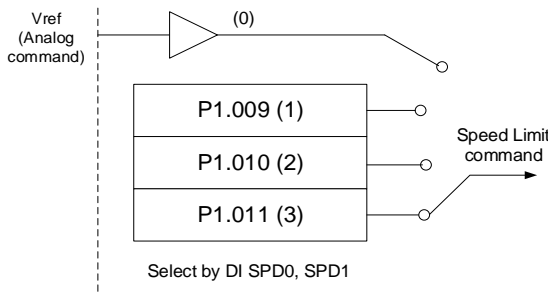 Vref
(Analog
command)
(0)
P1.009 (1)
P1.010 (2)
P1.011 (3)
Speed Limit
command
Select by DI SPD0, SPD1